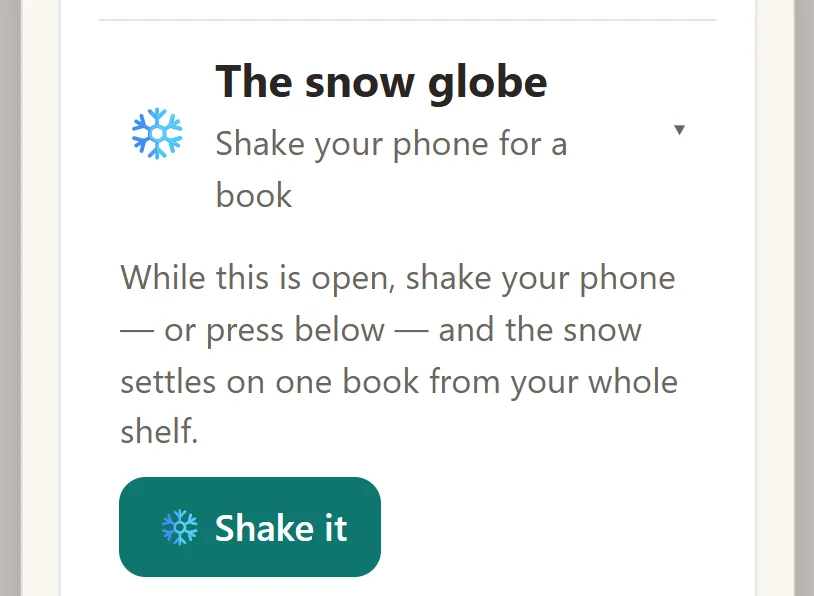 The snow globe
Shake your phone for a
book
While this is open, shake your phone
— or press below — and the snow
settles on one book from your whole
shelf.
Shake it